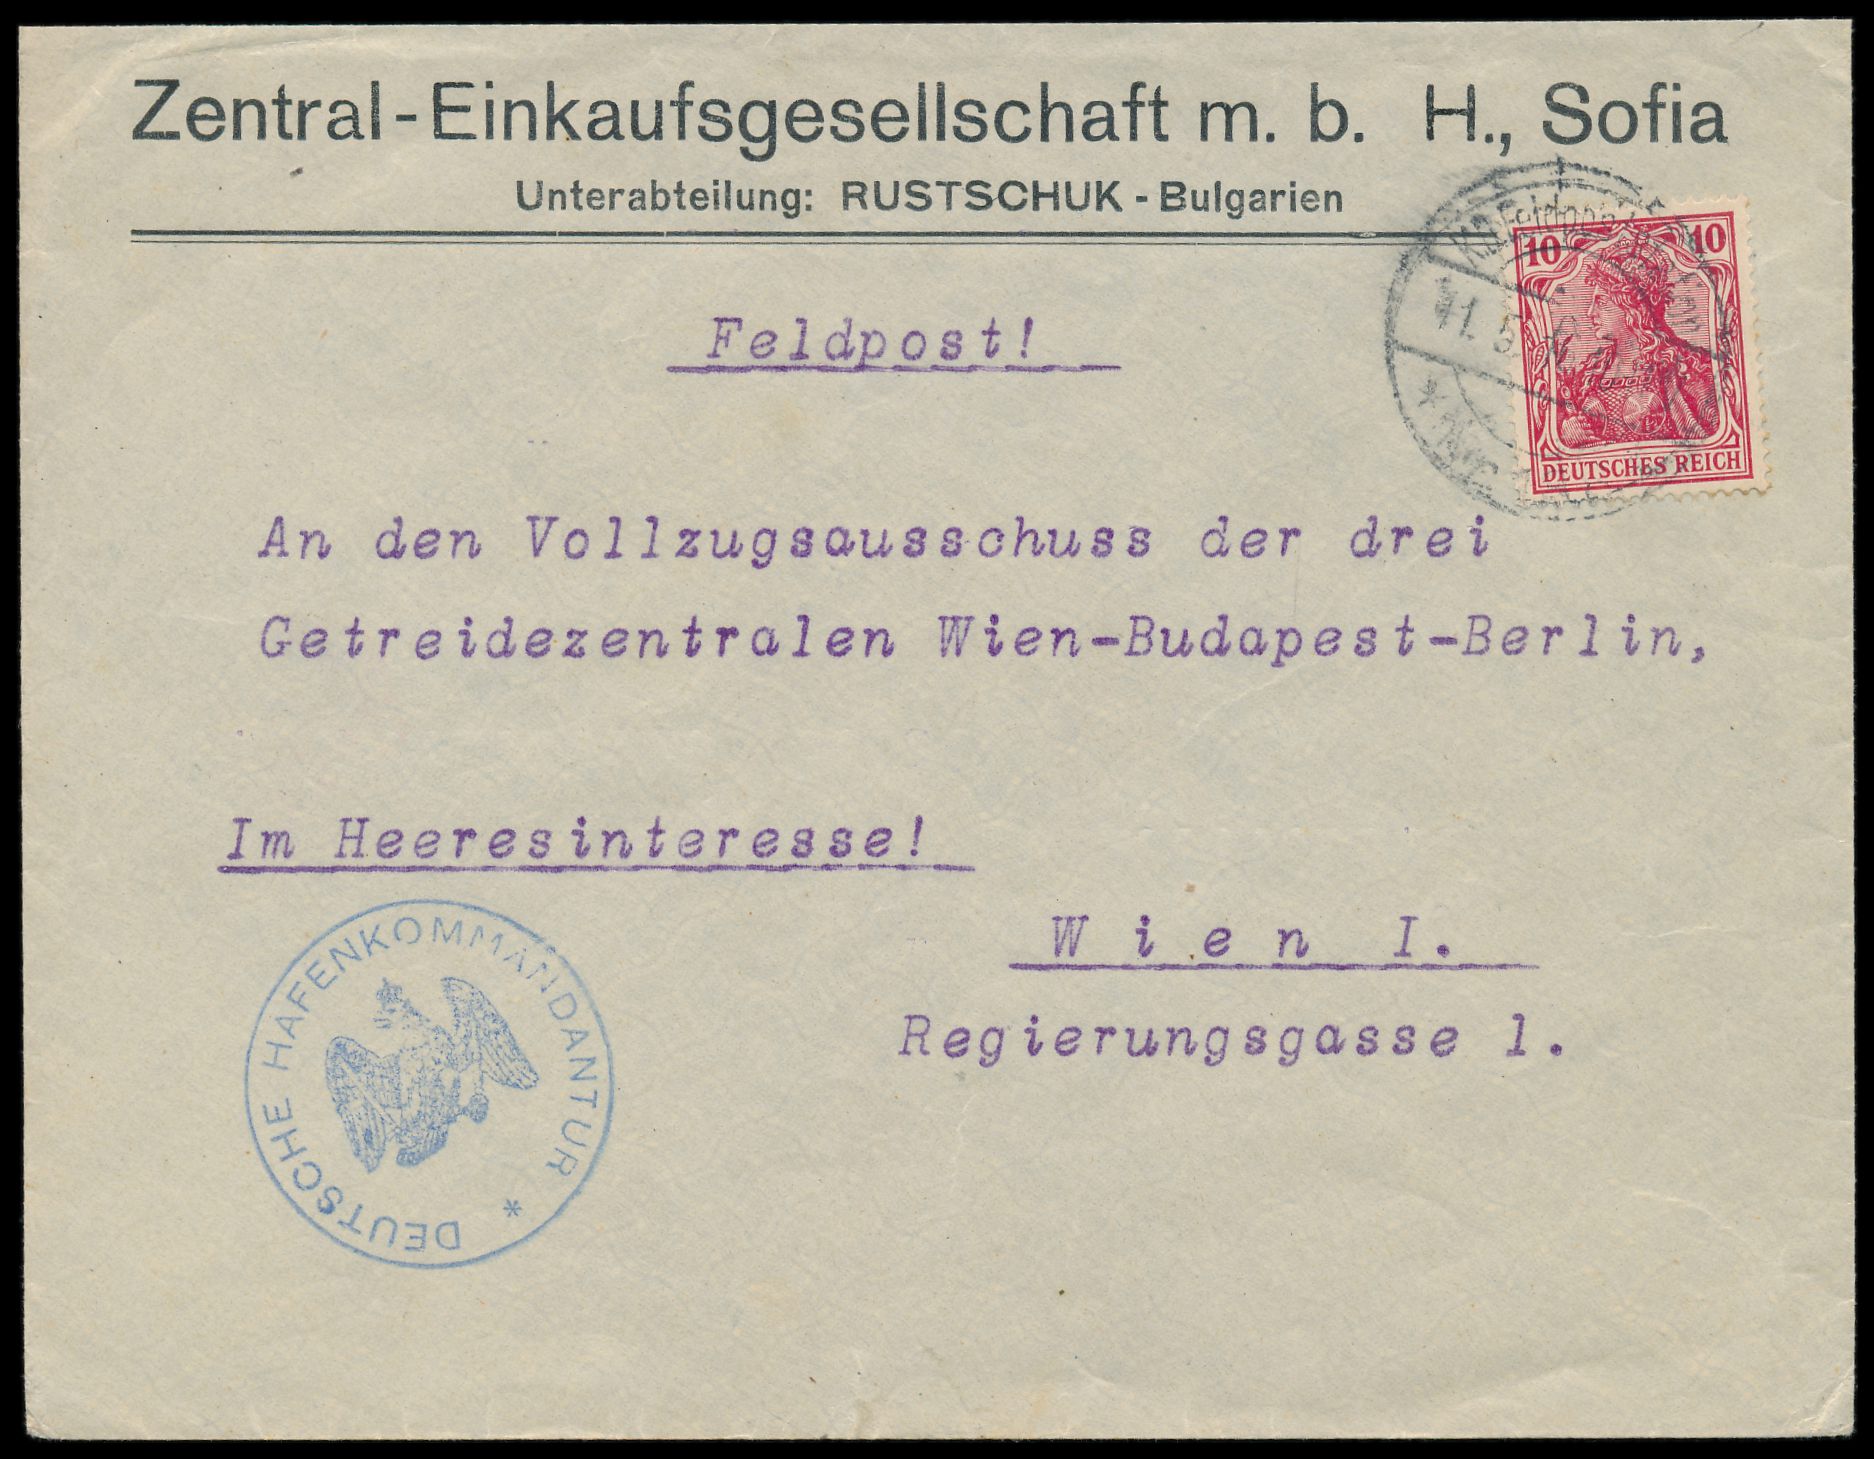 Zentral-Einkaufsgesellschaft m. b. H., Sofia
Unterabteilung: RUSTSCHUK - Bulgarien
10 10
DEUTSCHES REICH
Feldpost!
An den Vollzugsausschuss der drei
Getreidezentralen Wien-Budapest-Berlin,
Im Heeresinteresse!
Wien I.
Regierungsgasse 1.
DEUTSCHE HAFENKOMMANDANTUR *